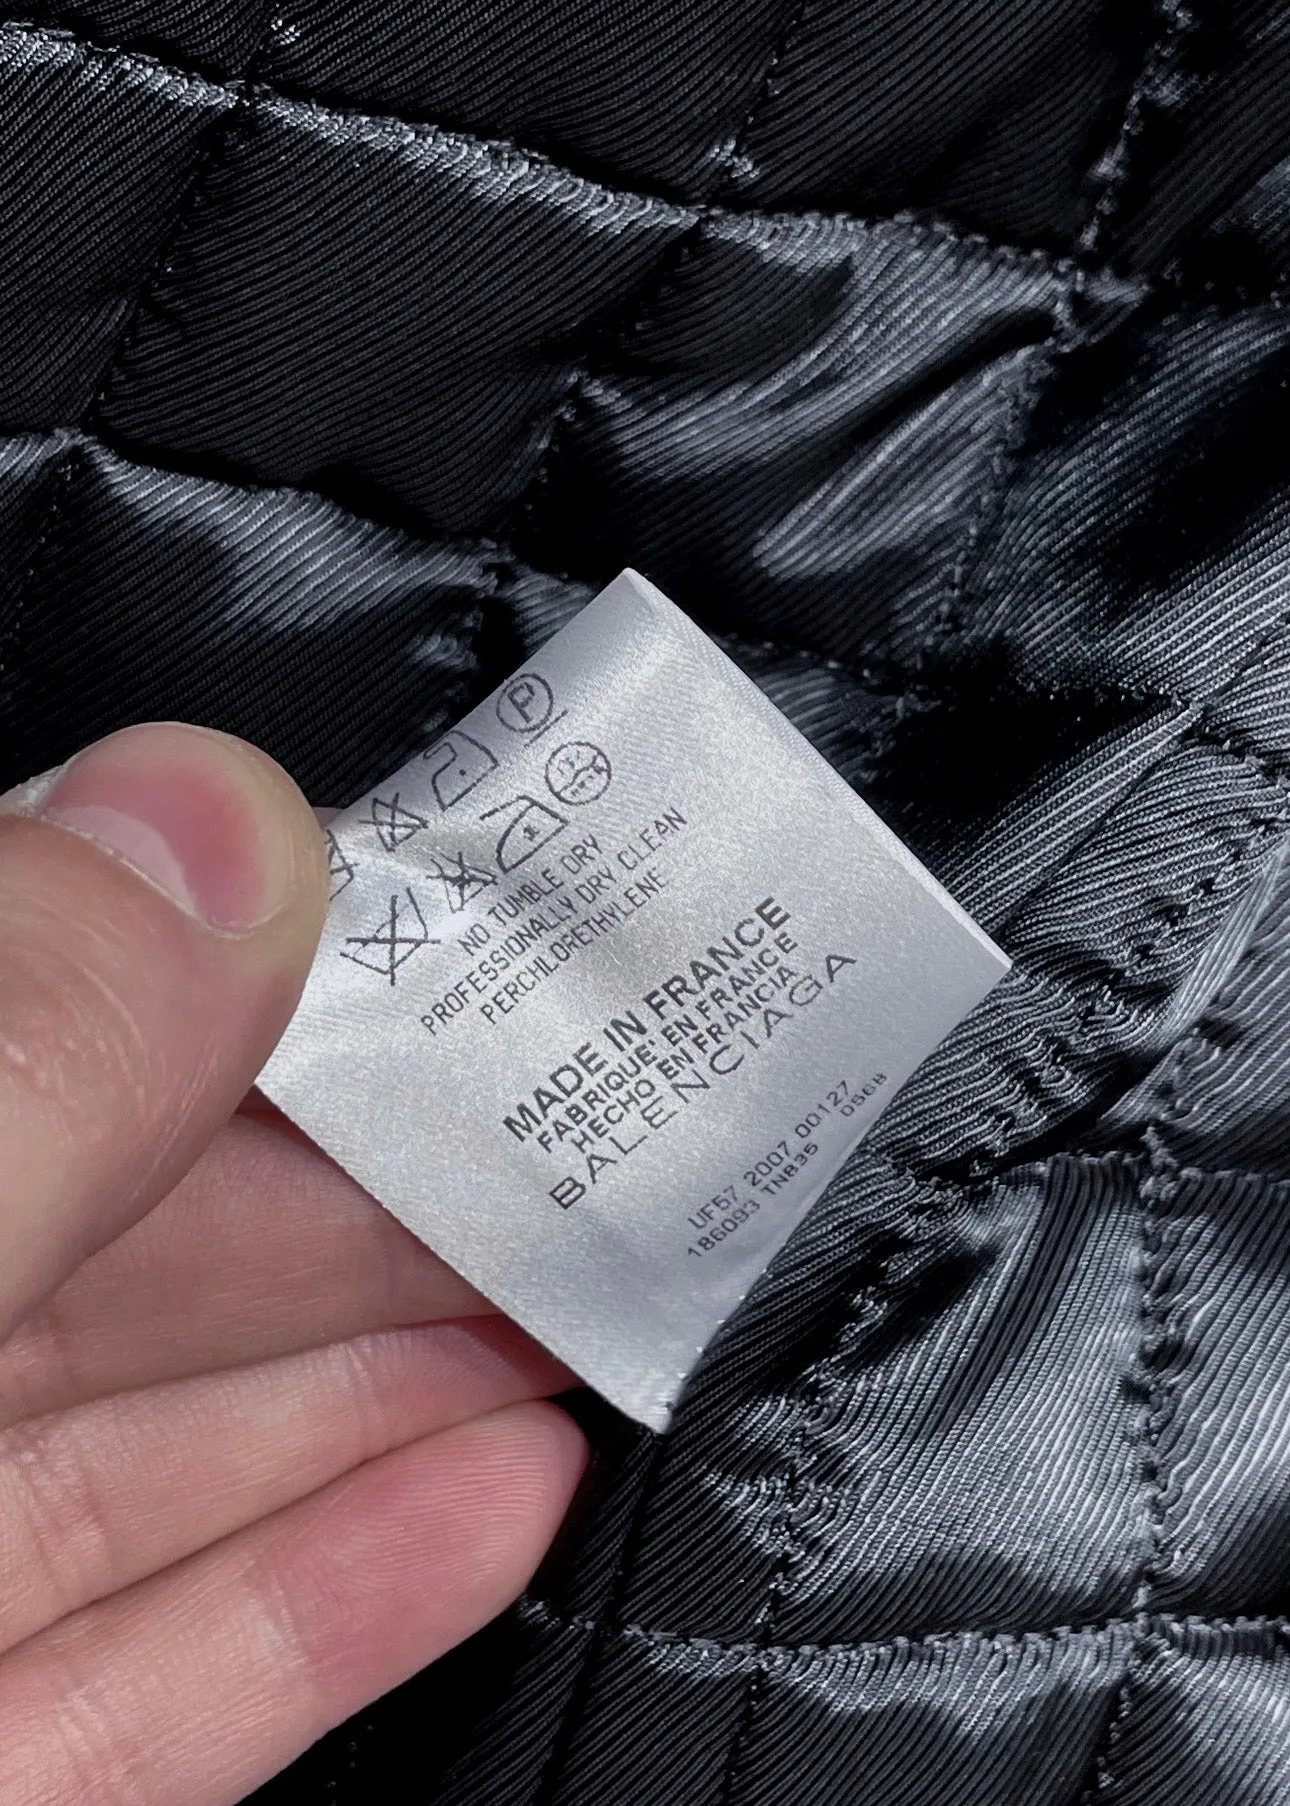 P
NO TUMBLE DRY
PROFESSIONALLY DRY CLEAN
PERCHLORETHYLENE
MADE IN FRANCE
FABRIQUE' EN FRANCE
HECHO EN FRANCIA
BALENCIAGA
UF57 2007 00127
186093 TNB35 0568